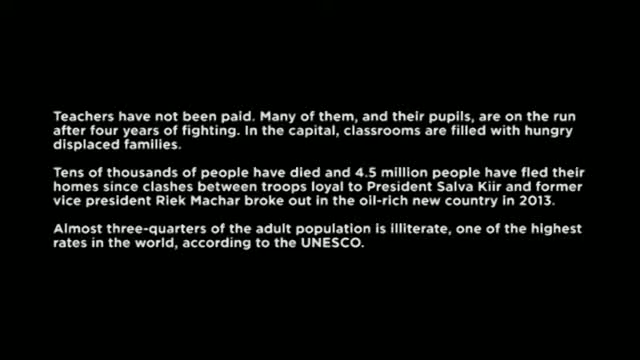 Teachers have not been paid. Many of them, and their pupils, are on the run
after four years of fighting. In the capital, classrooms are filled with hungry
displaced families.
Tens of thousands of people have died and 4.5 million people have fled their
homes since clashes between troops loyal to President Salva Kiir and former
vice president Riek Machar broke out in the oil-rich new country in 2013.
Almost three-quarters of the adult population is illiterate, one of the highest
rates in the world, according to the UNESCO.